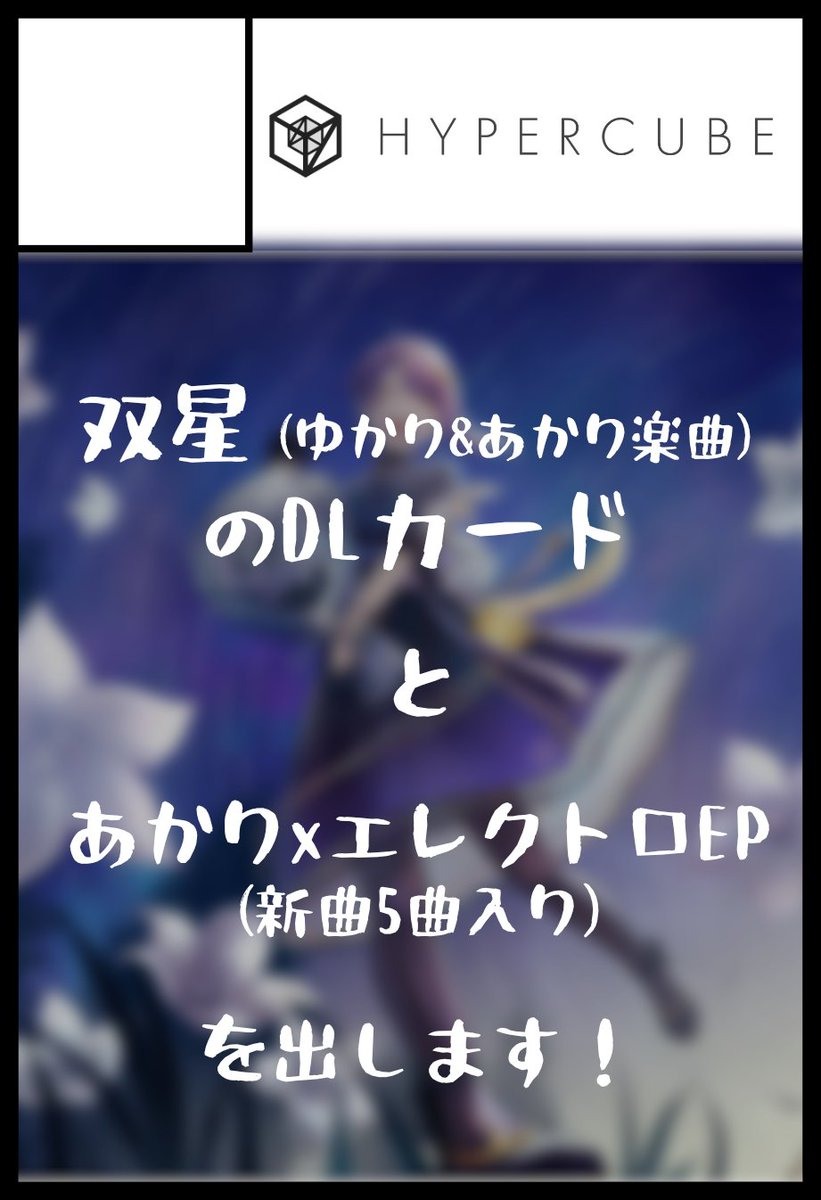 HYPERCUBE
双星 (ゆかり&あかり楽曲)
のDLカード
と
あかりxエレクトロEP
(新曲5曲入り)
を出します！